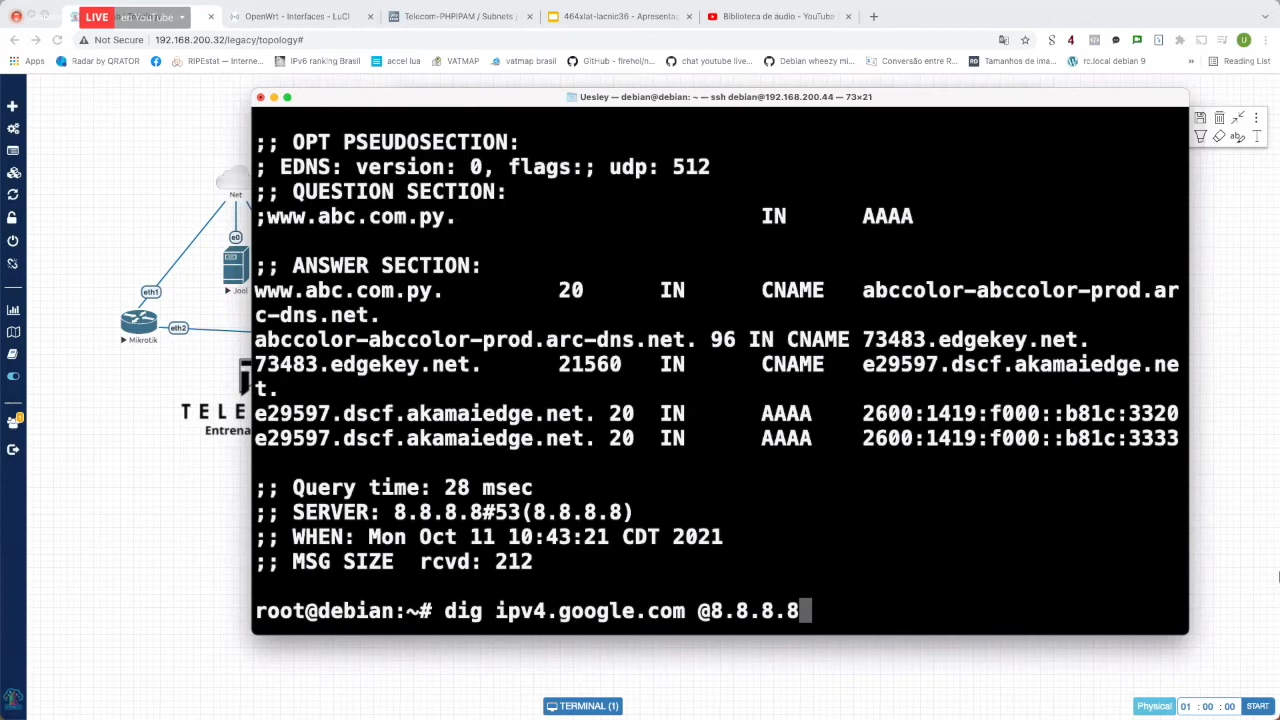 LIVE
en YouTube
OpenWrt - Interfaces - LuCI
Telecom-PHPIPAM / Subnets
464xlat-lacnic36 - Apresentaç
Biblioteca de áudio - YouTube
Not Secure
192.168.200.32/legacy/topology#
Apps
Radar by QRATOR
RIPEstat — Interne...
IPv6 ranking Brasil
accel lua
VATMAP
vatmap brasil
GitHub - firehol/n...
chat youtube live...
Debian wheezy mi...
Conversão entre R...
Tamanhos de ima...
rc.local debian 9
»
Reading List
Uesley — debian@debian: ~ — ssh debian@192.168.200.44 — 73×21
;; OPT PSEUDOSECTION:
; EDNS: version: 0, flags:; udp: 512
;; QUESTION SECTION:
;www.abc.com.py. IN AAAA
;; ANSWER SECTION:
www.abc.com.py. 20 IN CNAME abccolor-abccolor-prod.ar
c-dns.net.
abccolor-abccolor-prod.arc-dns.net. 96 IN CNAME 73483.edgekey.net.
73483.edgekey.net. 21560 IN CNAME e29597.dscf.akamaiedge.ne
t.
e29597.dscf.akamaiedge.net. 20 IN AAAA 2600:1419:f000::b81c:3320
e29597.dscf.akamaiedge.net. 20 IN AAAA 2600:1419:f000::b81c:3333
;; Query time: 28 msec
;; SERVER: 8.8.8.8#53(8.8.8.8)
;; WHEN: Mon Oct 11 10:43:21 CDT 2021
;; MSG SIZE rcvd: 212
root@debian:~# dig ipv4.google.com @8.8.8.8
Net
e0
Jool
eth1
eth2
Mikrotik
TELE
Entrena
TERMINAL (1)
Physical
01 : 00 : 00
START